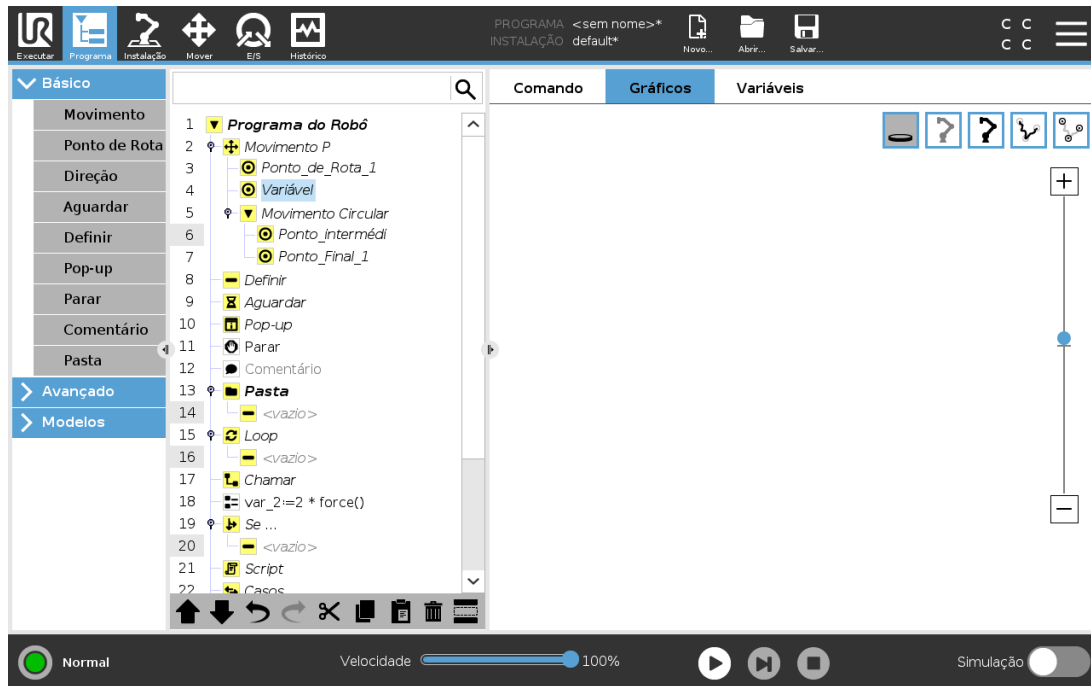 PROGRAMA <sem nome>*
INSTALAÇÃO default*
UR
Executar
Programa
Instalação
Mover
E/S
Histórico
Novo...
Abrir...
Salvar...
C C
C C
Básico
Movimento
Ponto de Rota
Direção
Aguardar
Definir
Pop-up
Parar
Comentário
Pasta
Avançado
Modelos
1 Programa do Robô
2 Movimento P
3 Ponto_de_Rota_1
4 Variável
5 Movimento Circular
6 Ponto_intermédi
7 Ponto_Final_1
8 Definir
9 Aguardar
10 Pop-up
11 Parar
12 Comentário
13 Pasta
14 <vazio>
15 Loop
16 <vazio>
17 Chamar
18 var_2:=2 * force()
19 Se ...
20 <vazio>
21 Script
22 Casos
Comando
Gráficos
Variáveis
Normal
Velocidade
100%
Simulação